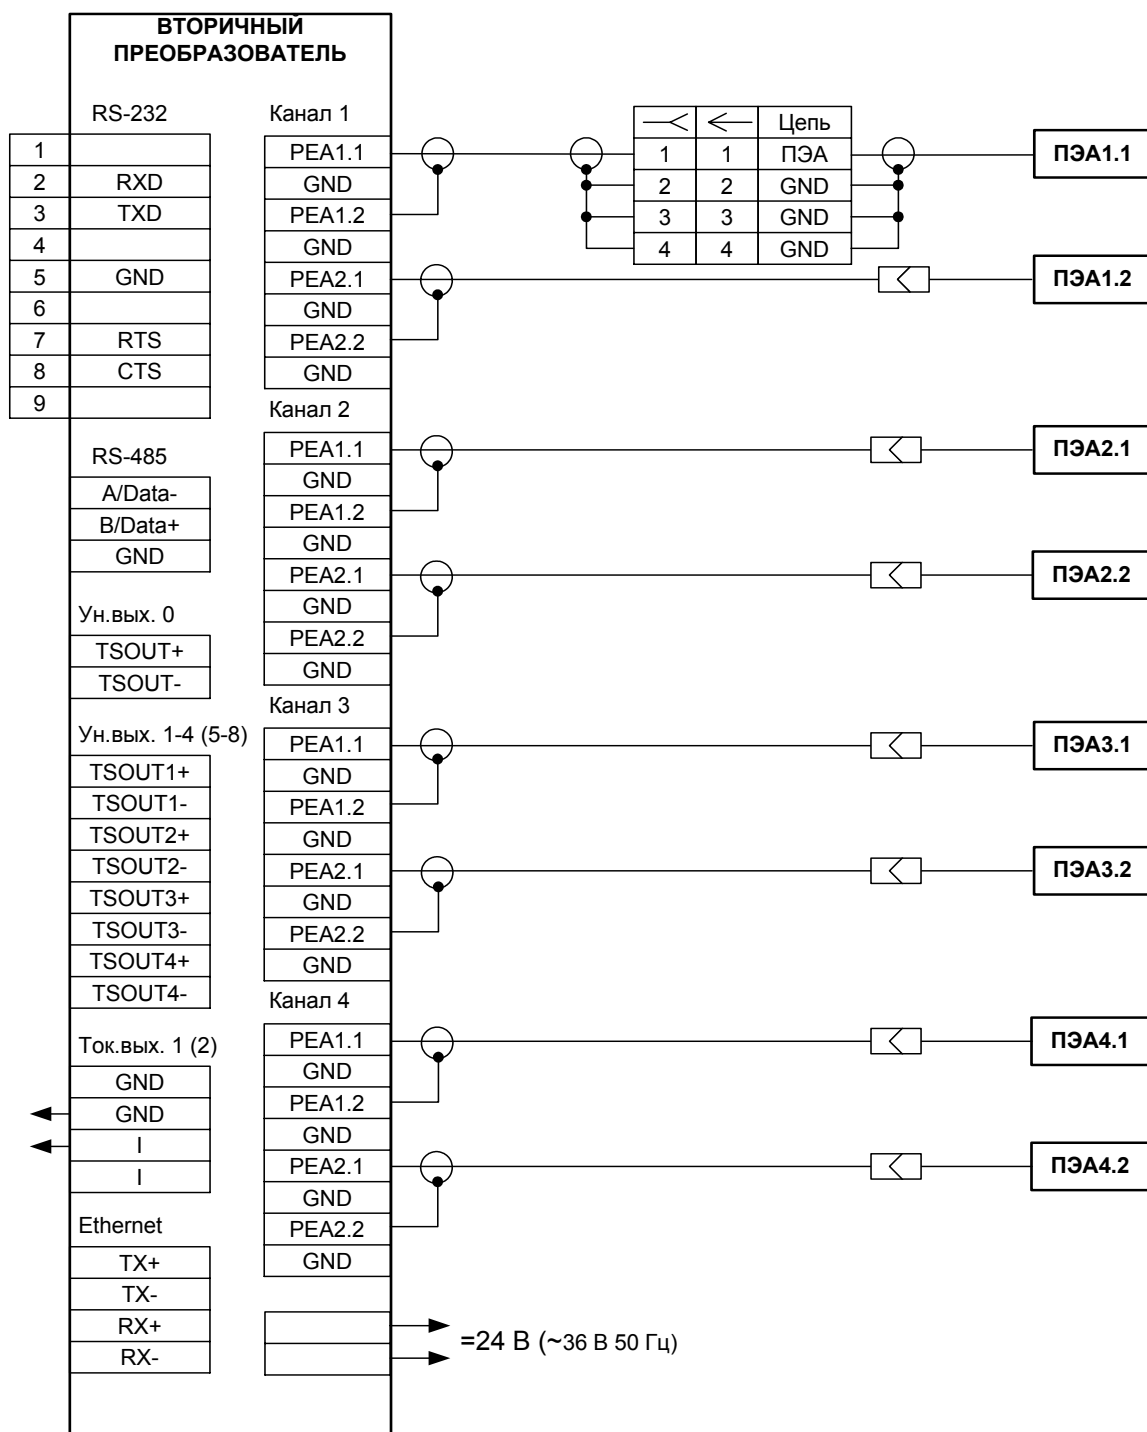 ВТОРИЧНЫЙ
ПРЕОБРАЗОВАТЕЛЬ
RS-232
1
2 RXD
3 TXD
4
5 GND
6
7 RTS
8 CTS
9
RS-485
A/Data-
B/Data+
GND
Ун.вых. 0
TSOUT+
TSOUT-
Ун.вых. 1-4 (5-8)
TSOUT1+
TSOUT1-
TSOUT2+
TSOUT2-
TSOUT3+
TSOUT3-
TSOUT4+
TSOUT4-
Ток.вых. 1 (2)
GND
GND
I
I
Ethernet
TX+
TX-
RX+
RX-
Канал 1
PEA1.1
GND
PEA1.2
GND
PEA2.1
GND
PEA2.2
GND
Канал 2
PEA1.1
GND
PEA1.2
GND
PEA2.1
GND
PEA2.2
GND
Канал 3
PEA1.1
GND
PEA1.2
GND
PEA2.1
GND
PEA2.2
GND
Канал 4
PEA1.1
GND
PEA1.2
GND
PEA2.1
GND
PEA2.2
GND
=24 В (~36 В 50 Гц)
Цепь
1 1 ПЭА
2 2 GND
3 3 GND
4 4 GND
ПЭА1.1
ПЭА1.2
ПЭА2.1
ПЭА2.2
ПЭА3.1
ПЭА3.2
ПЭА4.1
ПЭА4.2